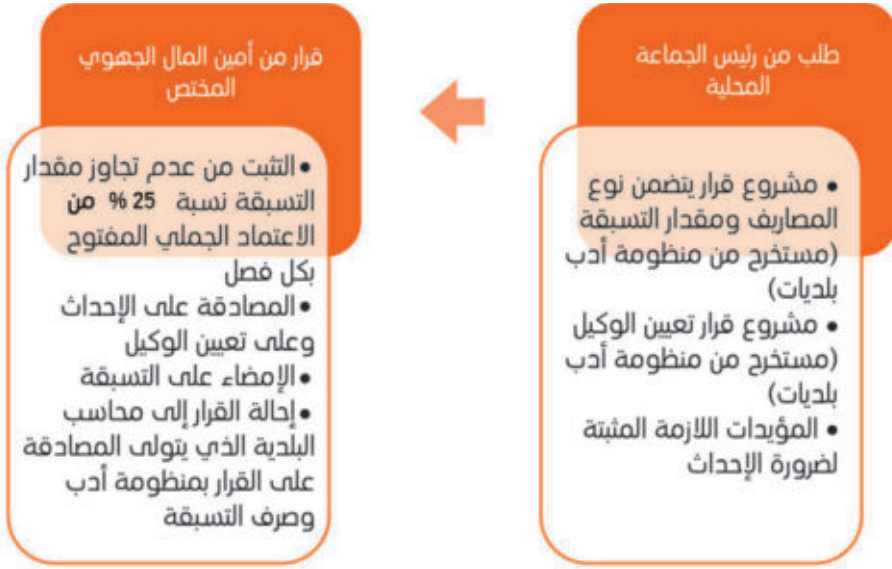 طلب من رئيس الجماعة
المحلية
• مشروع قرار يتضمن نوع
المصاريف ومقدار التسبقة
(مستخرج من منظومة أدب
بلديات)
• مشروع قرار تعيين الوكيل
(مستخرج من منظومة أدب
بلديات)
• المؤيدات اللازمة المثبتة
لضرورة الإحداث
قرار من أمين المال الجهوي
المختص
•التثبت من عدم تجاوز مقدار
التسبقة نسبة 25 % من
الاعتماد الجملي المفتوح
بكل فصل
•المصادقة على الإحداث
وعلى تعيين الوكيل
•الإمضاء على التسبقة
•إحالة القرار إلى محاسب
البلدية الذي يتولى المصادقة
على القرار بمنظومة أدب
وصرف التسبقة